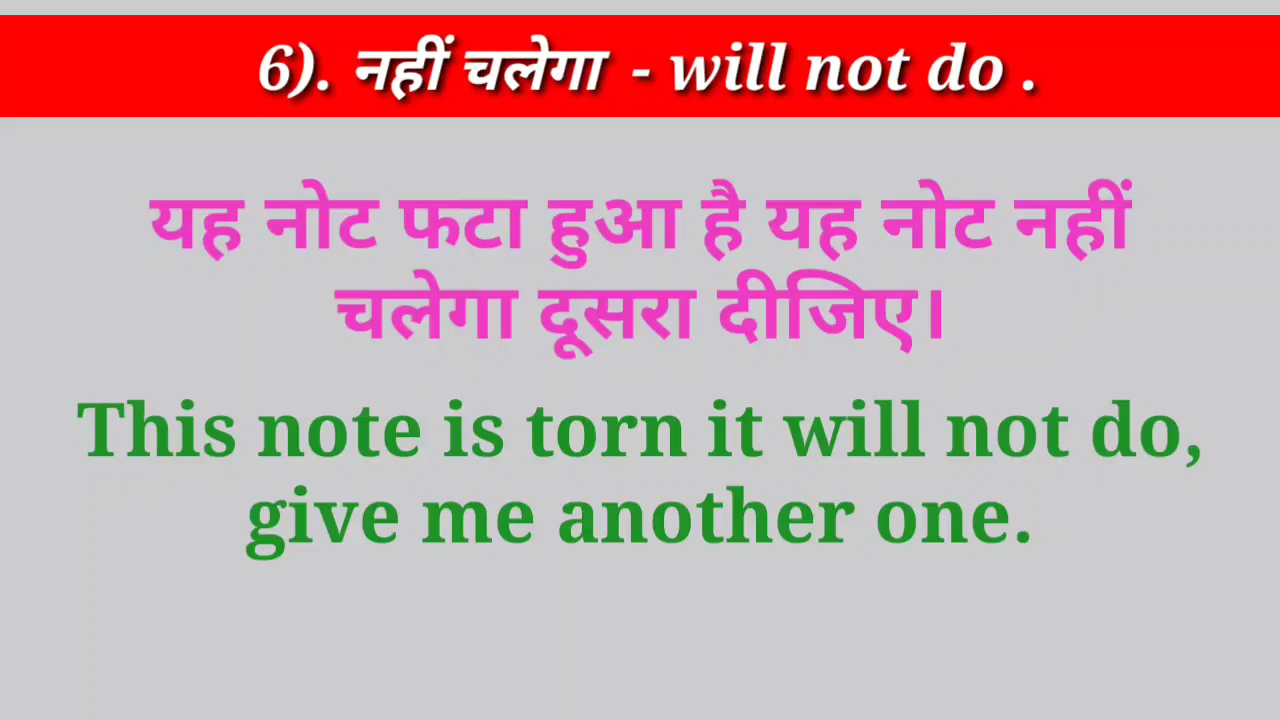 6). नहीं चलेगा - will not do .
यह नोट फटा हुआ है यह नोट नहीं
चलेगा दूसरा दीजिए।
This note is torn it will not do,
give me another one.